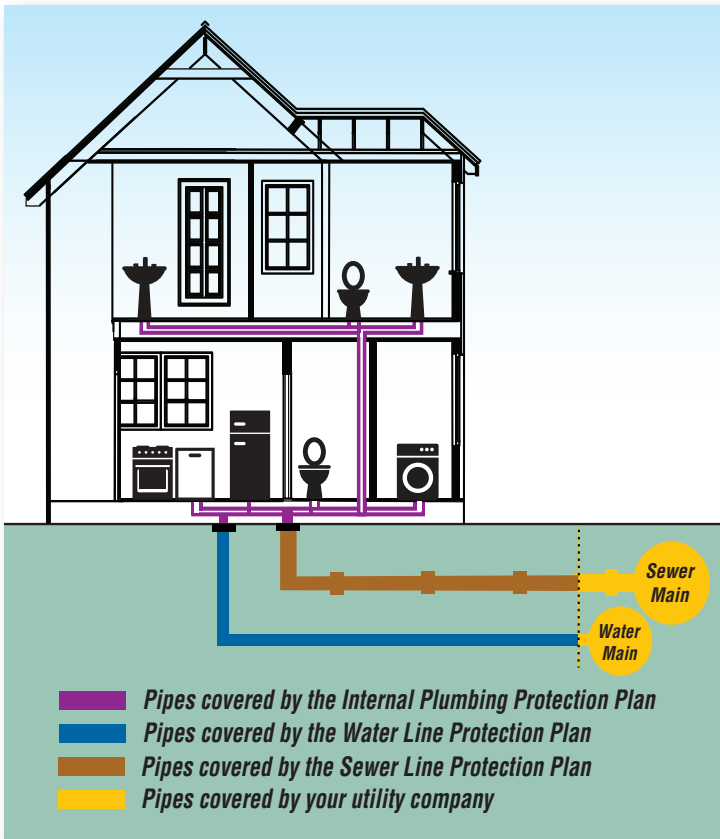 Sewer
Main
Water
Main
Pipes covered by the Internal Plumbing Protection Plan
Pipes covered by the Water Line Protection Plan
Pipes covered by the Sewer Line Protection Plan
Pipes covered by your utility company